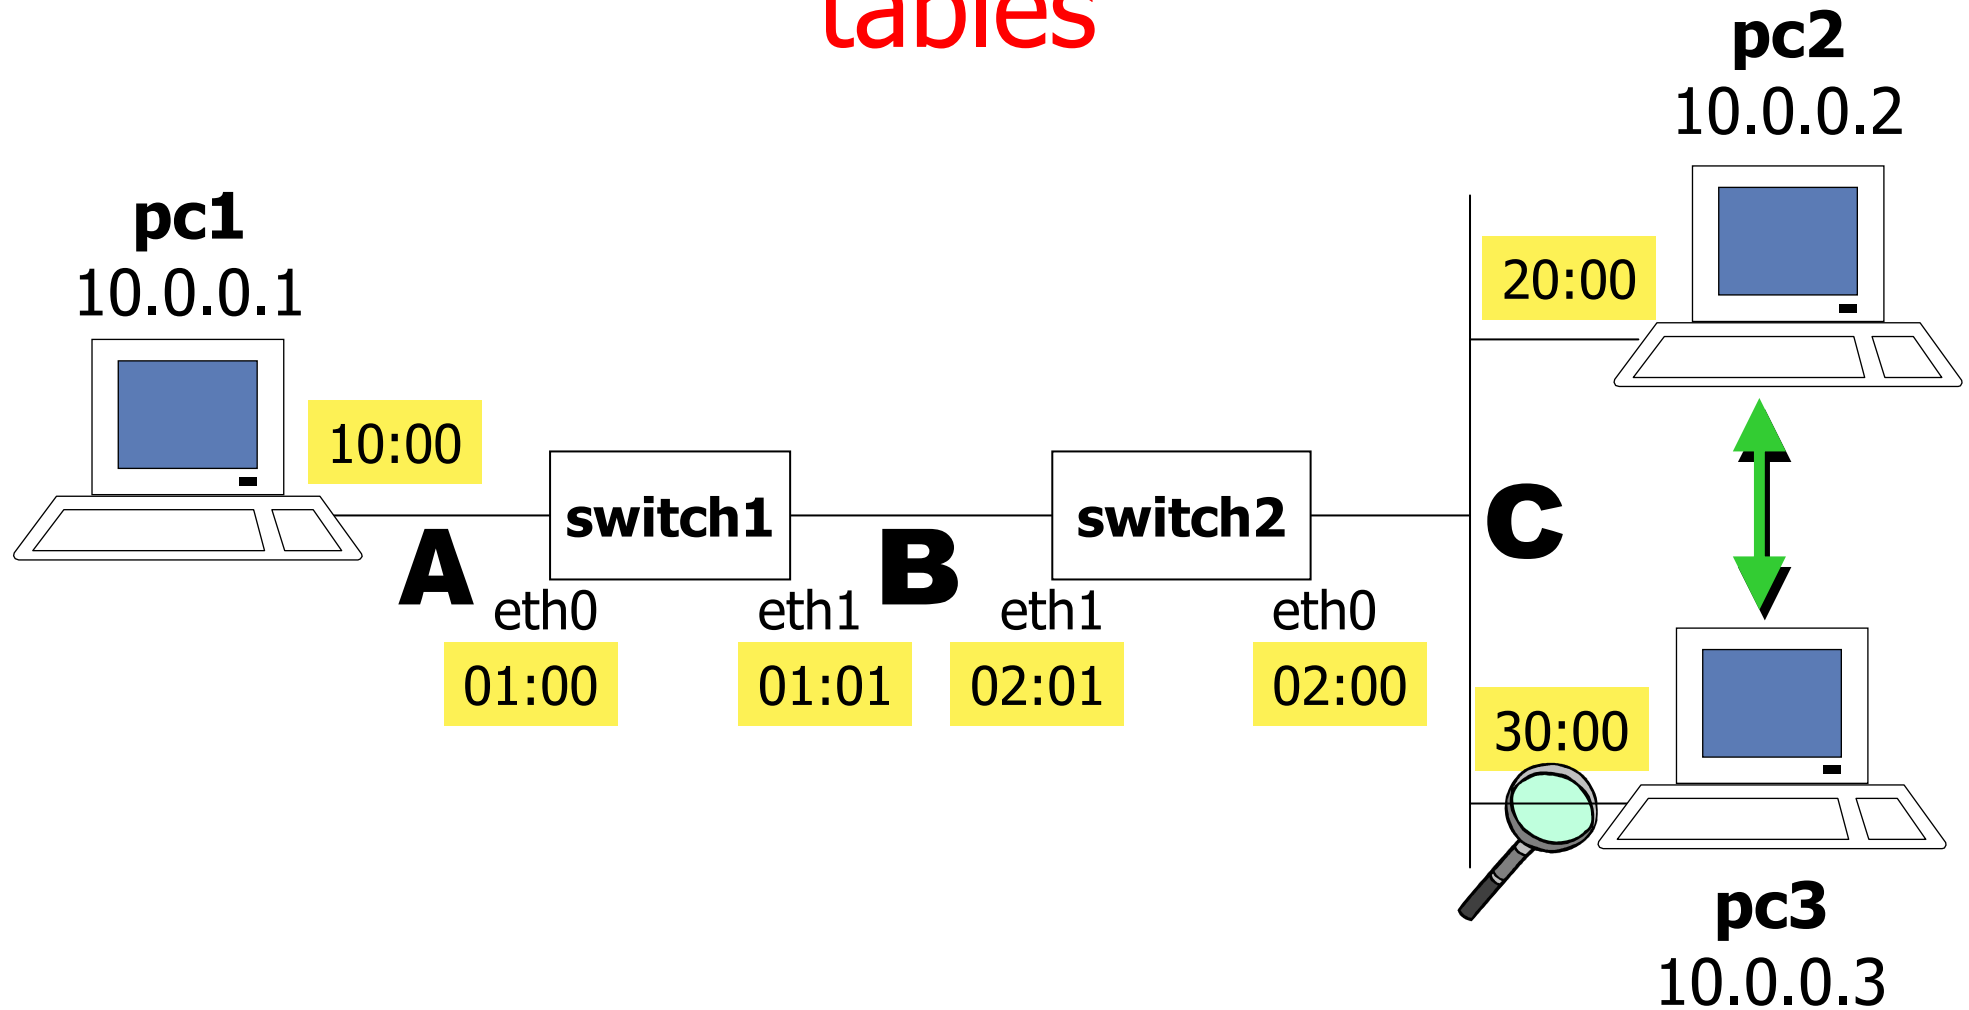 tables
pc2
10.0.0.2
pc1
10.0.0.1
20:00
10:00
switch1
switch2
A
B
C
eth0
eth1
eth1
eth0
01:00
01:01
02:01
02:00
30:00
pc3
10.0.0.3